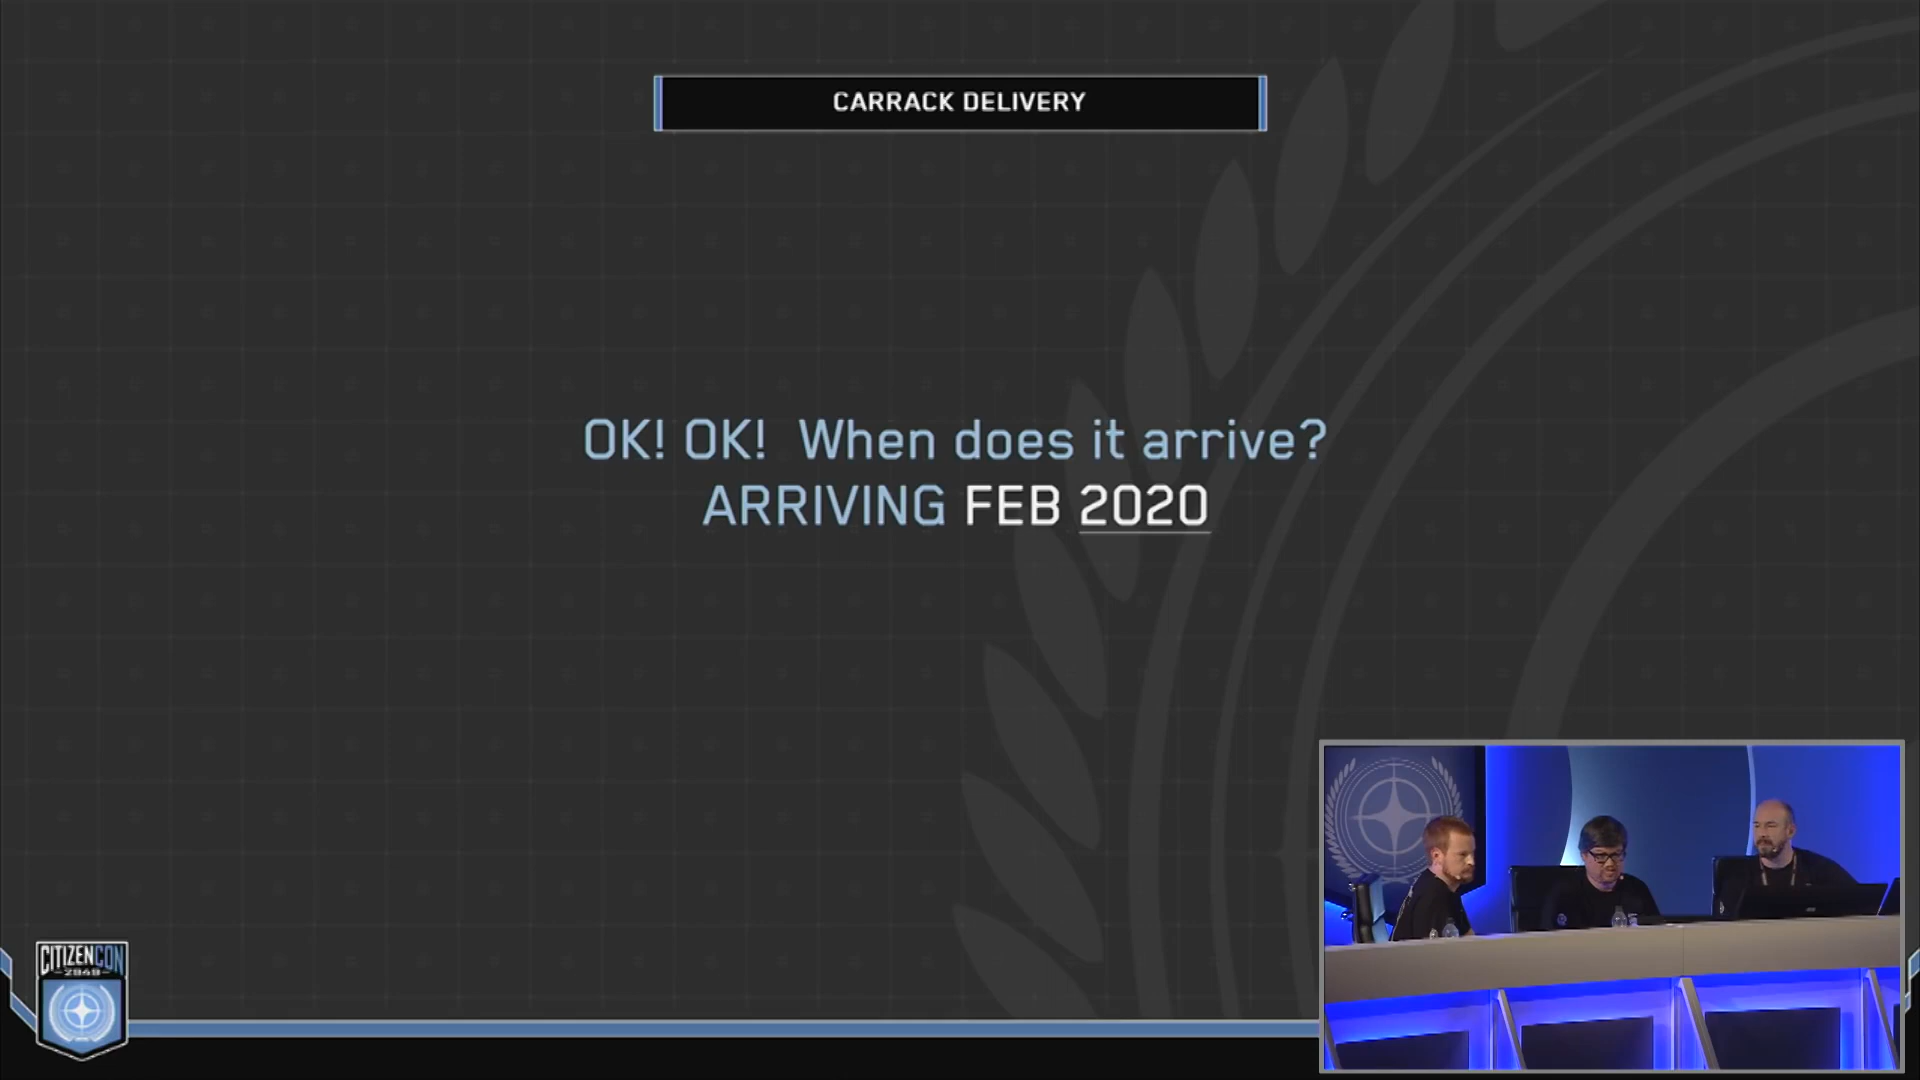 CARRACK DELIVERY
OK! OK! When does it arrive?
ARRIVING FEB 2020
CITIZENCON
2949